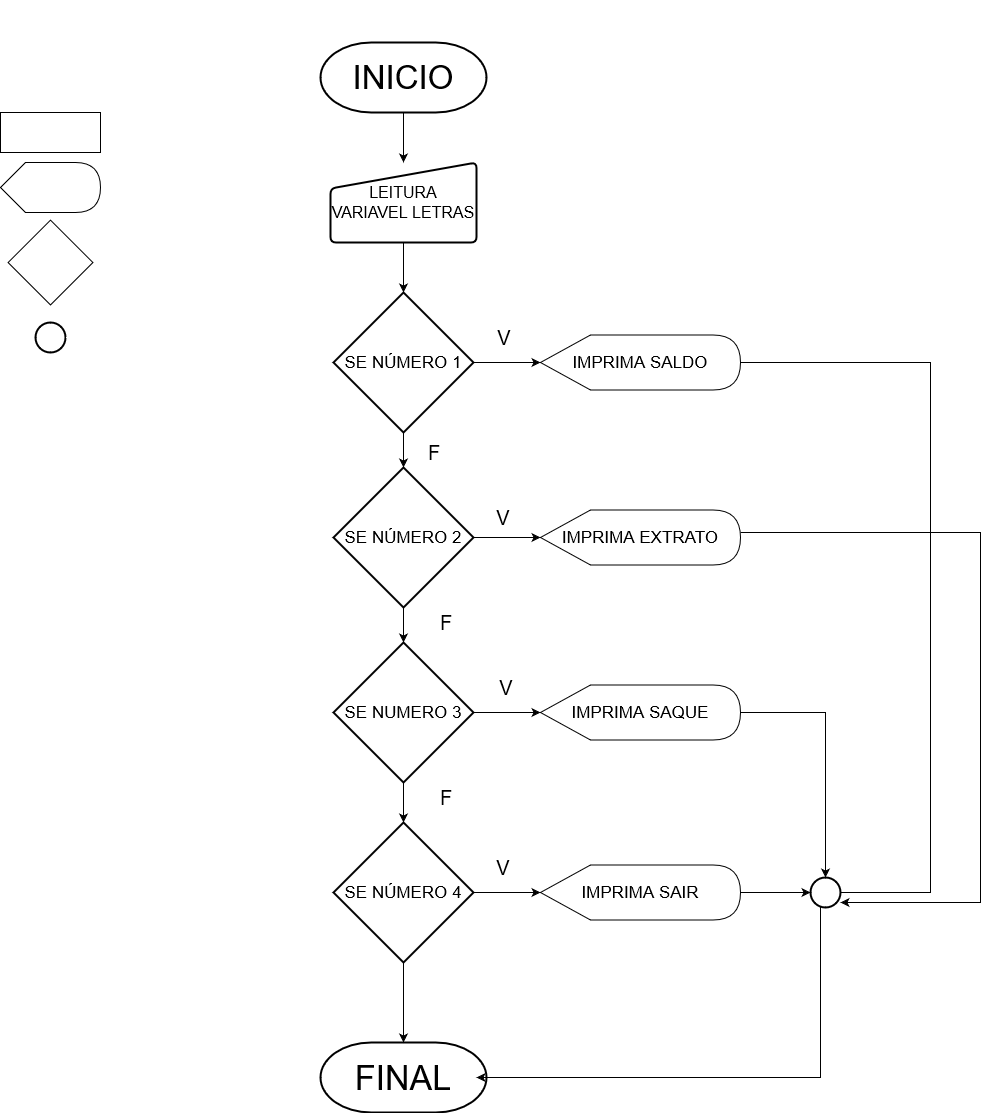 INICIO
LEITURA
VARIAVEL LETRAS
SE NÚMERO 1
V
IMPRIMA SALDO
F
SE NÚMERO 2
V
IMPRIMA EXTRATO
F
SE NUMERO 3
V
IMPRIMA SAQUE
F
SE NÚMERO 4
V
IMPRIMA SAIR
FINAL